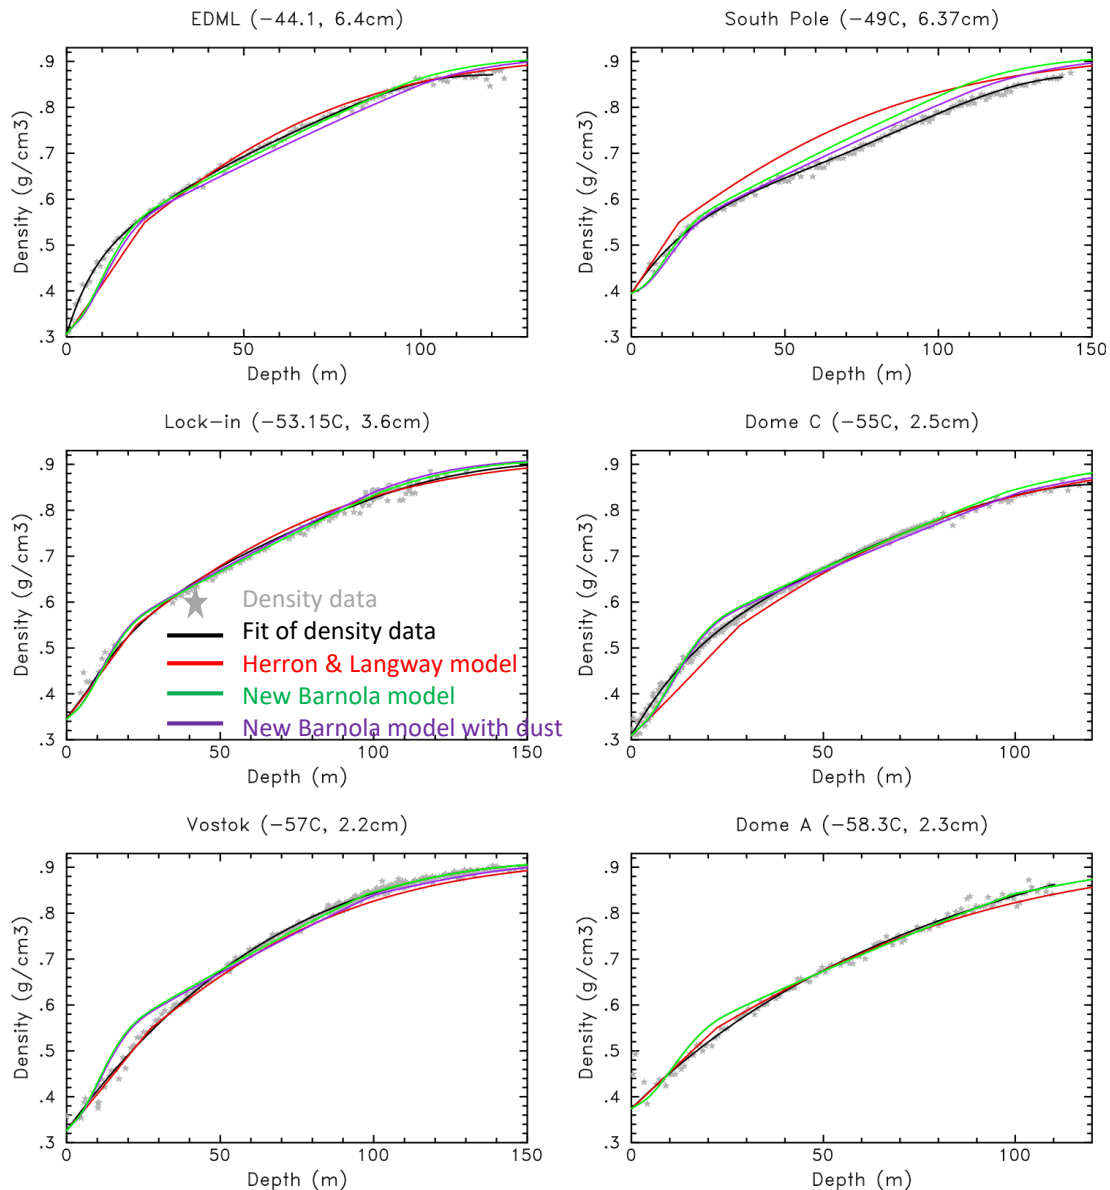 EDML (−44.1, 6.4cm)
Density (g/cm3)
.9
.8
.7
.6
.5
.4
.3
0 50 100
Depth (m)
South Pole (−49C, 6.37cm)
Density (g/cm3)
.9
.8
.7
.6
.5
.4
.3
0 50 100 150
Depth (m)
Lock−in (−53.15C, 3.6cm)
Density (g/cm3)
.9
.8
.7
.6
.5
.4
.3
Density data
Fit of density data
Herron & Langway model
New Barnola model
New Barnola model with dust
0 50 100 150
Depth (m)
Dome C (−55C, 2.5cm)
Density (g/cm3)
.9
.8
.7
.6
.5
.4
.3
0 50 100
Depth (m)
Vostok (−57C, 2.2cm)
Density (g/cm3)
.9
.8
.7
.6
.5
.4
.3
0 50 100 150
Depth (m)
Dome A (−58.3C, 2.3cm)
Density (g/cm3)
.9
.8
.7
.6
.5
.4
.3
0 50 100
Depth (m)